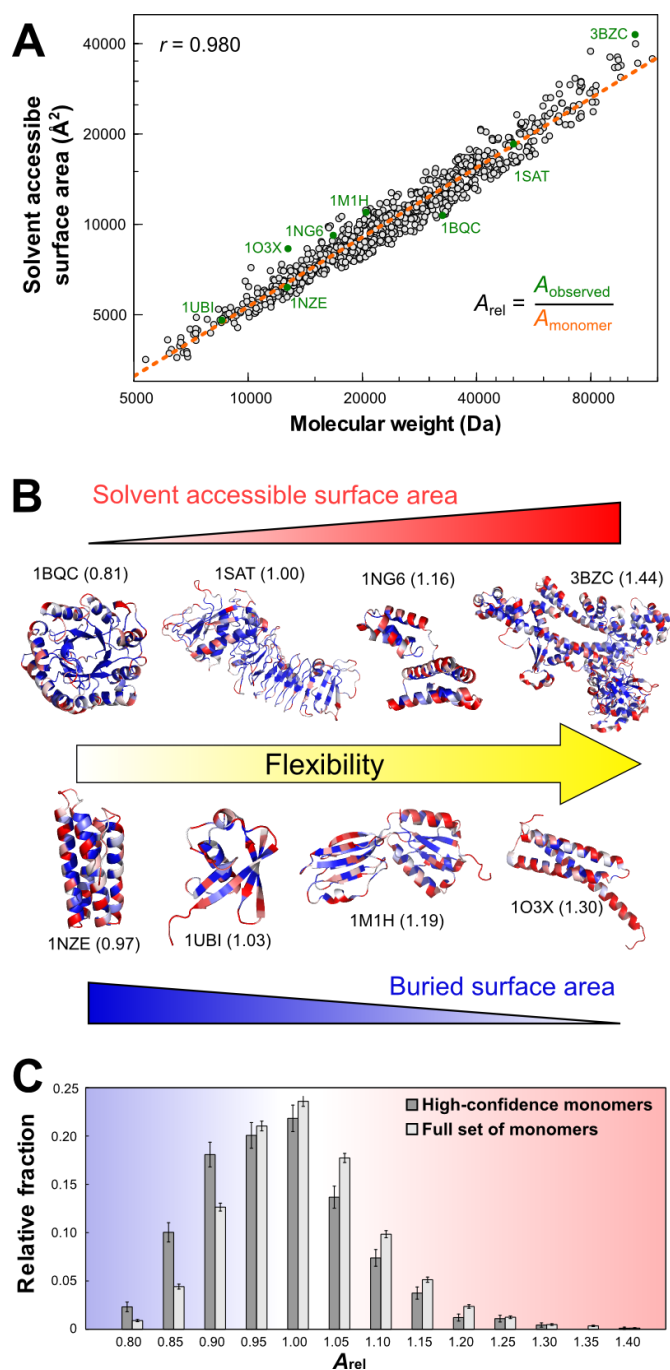 A
r = 0.980
Solvent accessibe
surface area (Å²)
40000
20000
10000
5000
3BZC
1SAT
1M1H
1NG6
1BQC
1O3X
1NZE
1UBI
Arel = Aobserved
Amonomer
5000 10000 20000 40000 80000
Molecular weight (Da)
B
Solvent accessible surface area
1BQC (0.81)
1SAT (1.00)
1NG6 (1.16)
3BZC (1.44)
Flexibility
1NZE (0.97)
1UBI (1.03)
1M1H (1.19)
1O3X (1.30)
Buried surface area
C
Relative fraction
0.25
0.20
0.15
0.10
0.05
0
High-confidence monomers
Full set of monomers
0.80 0.85 0.90 0.95 1.00 1.05 1.10 1.15 1.20 1.25 1.30 1.35 1.40
Arel